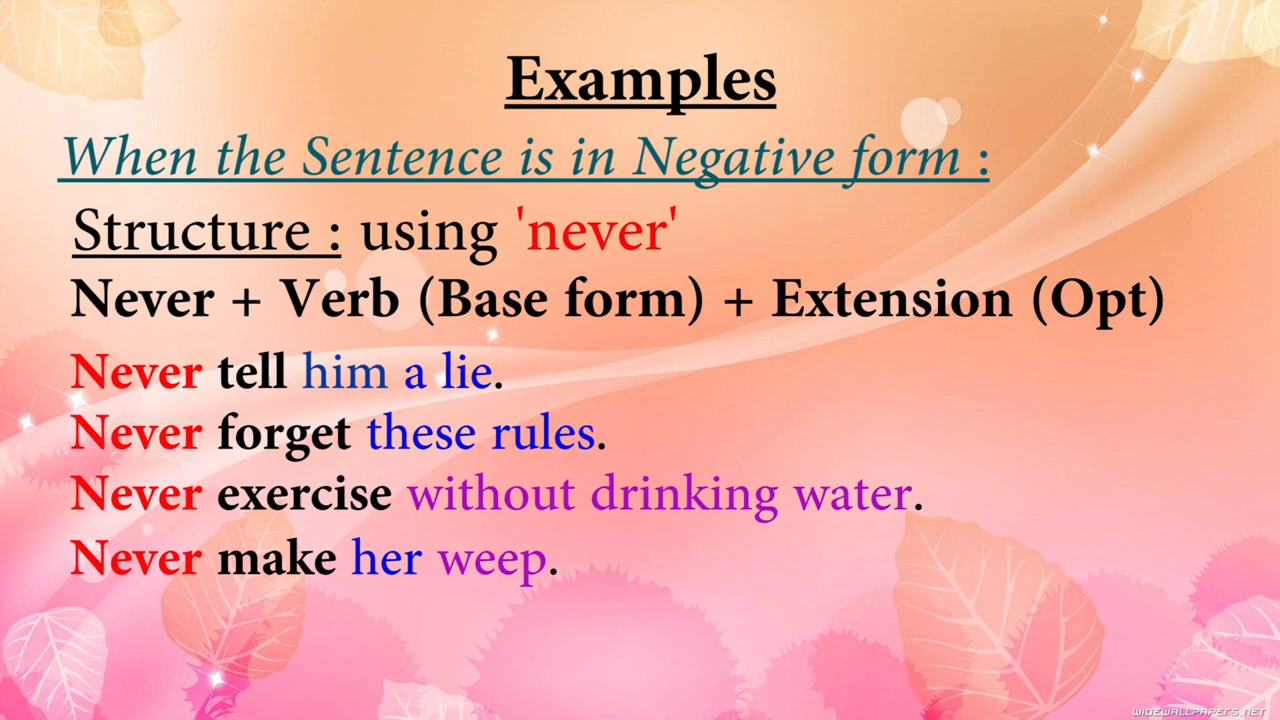 Examples
When the Sentence is in Negative form :
Structure : using 'never'
Never + Verb (Base form) + Extension (Opt)
Never tell him a lie.
Never forget these rules.
Never exercise without drinking water.
Never make her weep.
WIDEWALLPAPERS.NET